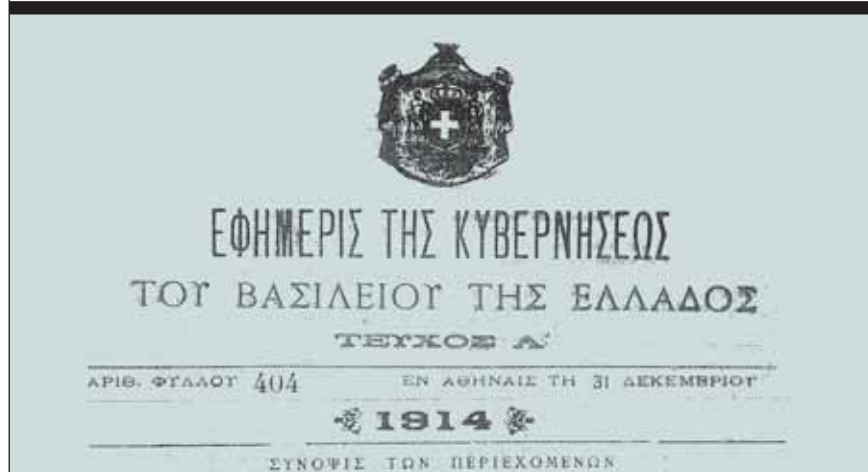 ΕΦΗΜΕΡΙΣ ΤΗΣ ΚΥΒΕΡΝΗΣΕΩΣ
ΤΟΥ ΒΑΣΙΛΕΙΟΥ ΤΗΣ ΕΛΛΑΔΟΣ
ΤΕΥΧΟΣ Α'
ΑΡΙΘ. ΦΥΛΛΟΥ 404 ΕΝ ΑΘΗΝΑΙΣ ΤΗ 31 ΔΕΚΕΜΒΡΙΟΥ
1914
ΣΥΝΟΨΙΣ ΤΩΝ ΠΕΡΙΕΧΟΜΕΝΩΝ